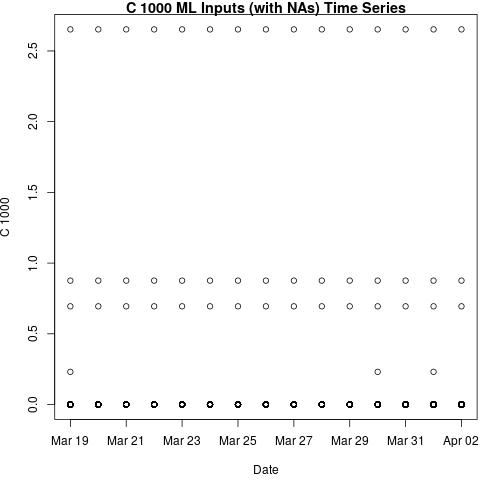 C 1000 ML Inputs (with NAs) Time Series
2.5
2.0
1.5
1.0
0.5
0.0
C 1000
Mar 19 Mar 21 Mar 23 Mar 25 Mar 27 Mar 29 Mar 31 Apr 02
Date